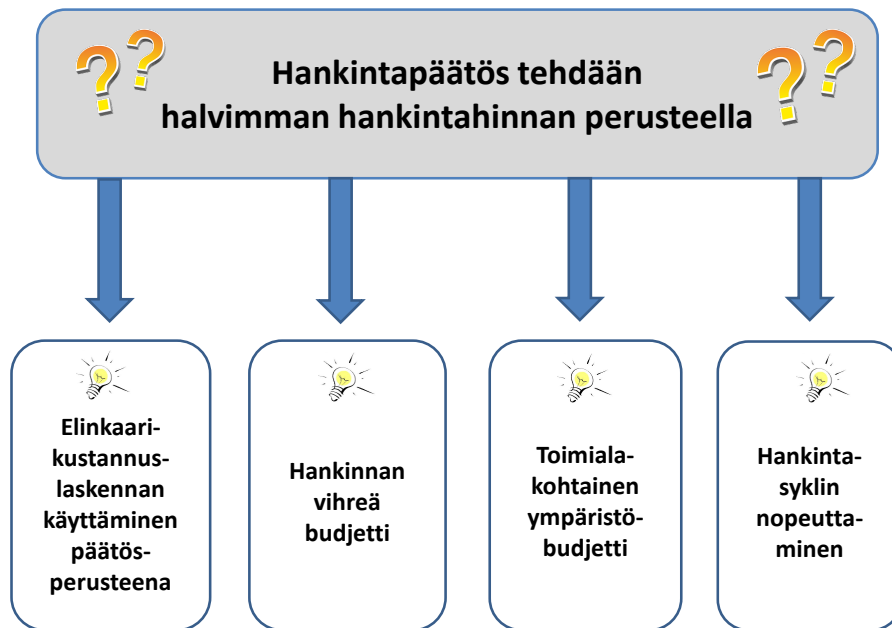 Hankintapäätös tehdään
halvimman hankintahinnan perusteella
Elinkaari-
kustannus-
laskennan
käyttäminen
päätös-
perusteena
Hankinnan
vihreä
budjetti
Toimiala-
kohtainen
ympäristö-
budjetti
Hankinta-
syklin
nopeutta-
minen